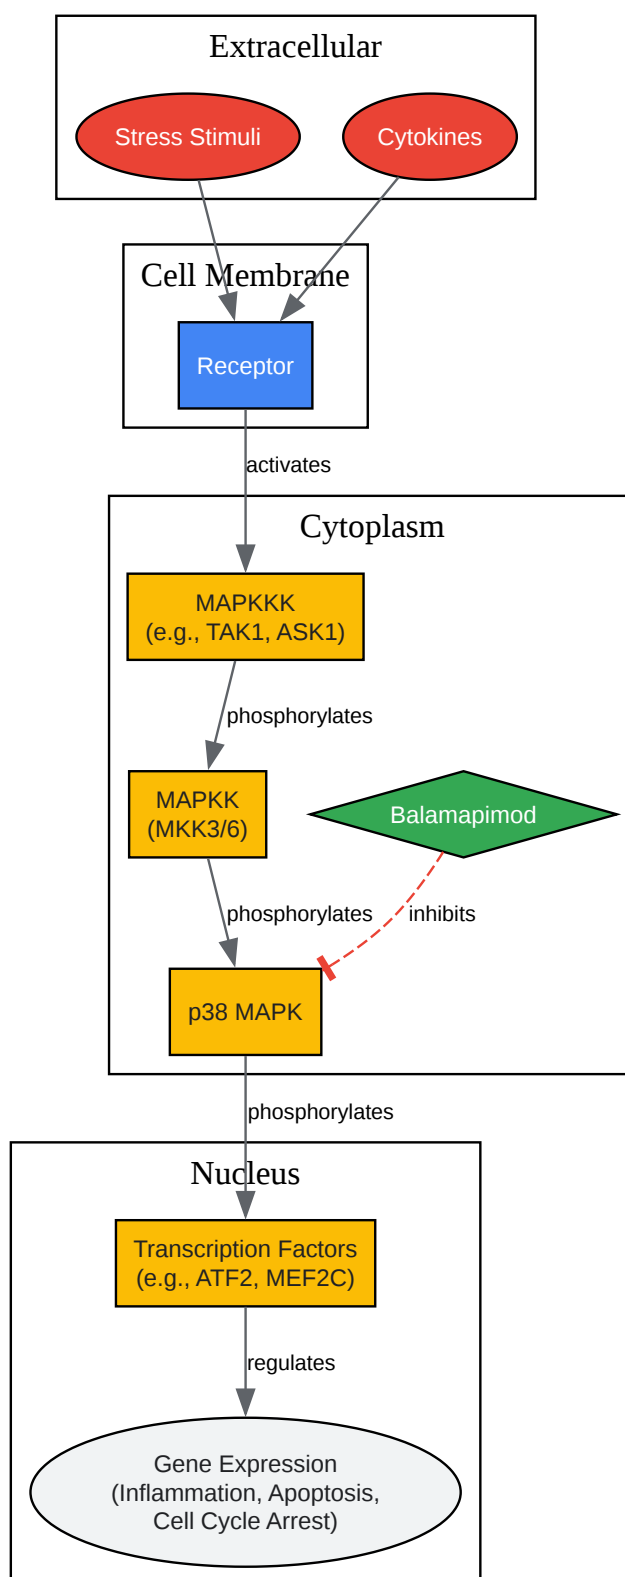 Extracellular
Stress Stimuli
Cytokines
Cell Membrane
Receptor
activates
Cytoplasm
MAPKKK
(e.g., TAK1, ASK1)
phosphorylates
MAPKK
(MKK3/6)
Balamapimod
phosphorylates
inhibits
p38 MAPK
phosphorylates
Nucleus
Transcription Factors
(e.g., ATF2, MEF2C)
regulates
Gene Expression
(Inflammation, Apoptosis,
Cell Cycle Arrest)